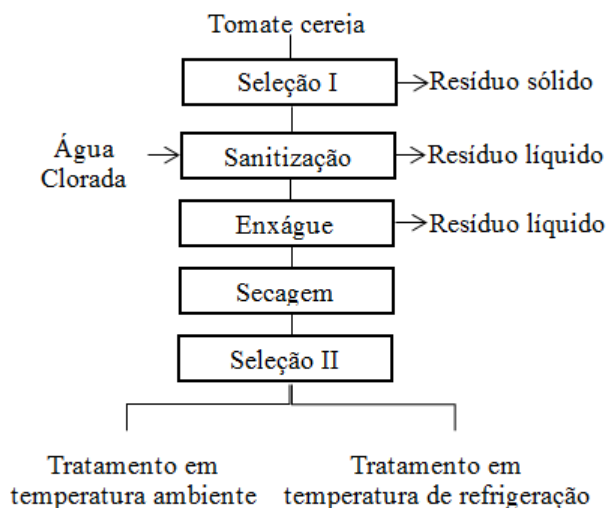 Tomate cereja
Seleção I
Resíduo sólido
Água
Clorada
Sanitização
Resíduo líquido
Enxágue
Resíduo líquido
Secagem
Seleção II
Tratamento em
temperatura ambiente
Tratamento em
temperatura de refrigeração